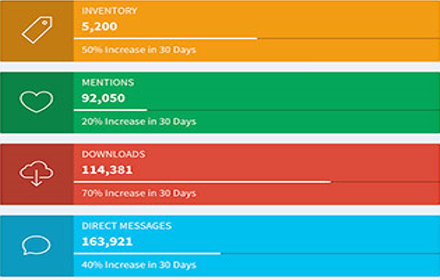 INVENTORY
5,200
50% Increase in 30 Days
MENTIONS
92,050
20% Increase in 30 Days
DOWNLOADS
114,381
70% Increase in 30 Days
DIRECT MESSAGES
163,921
40% Increase in 30 Days